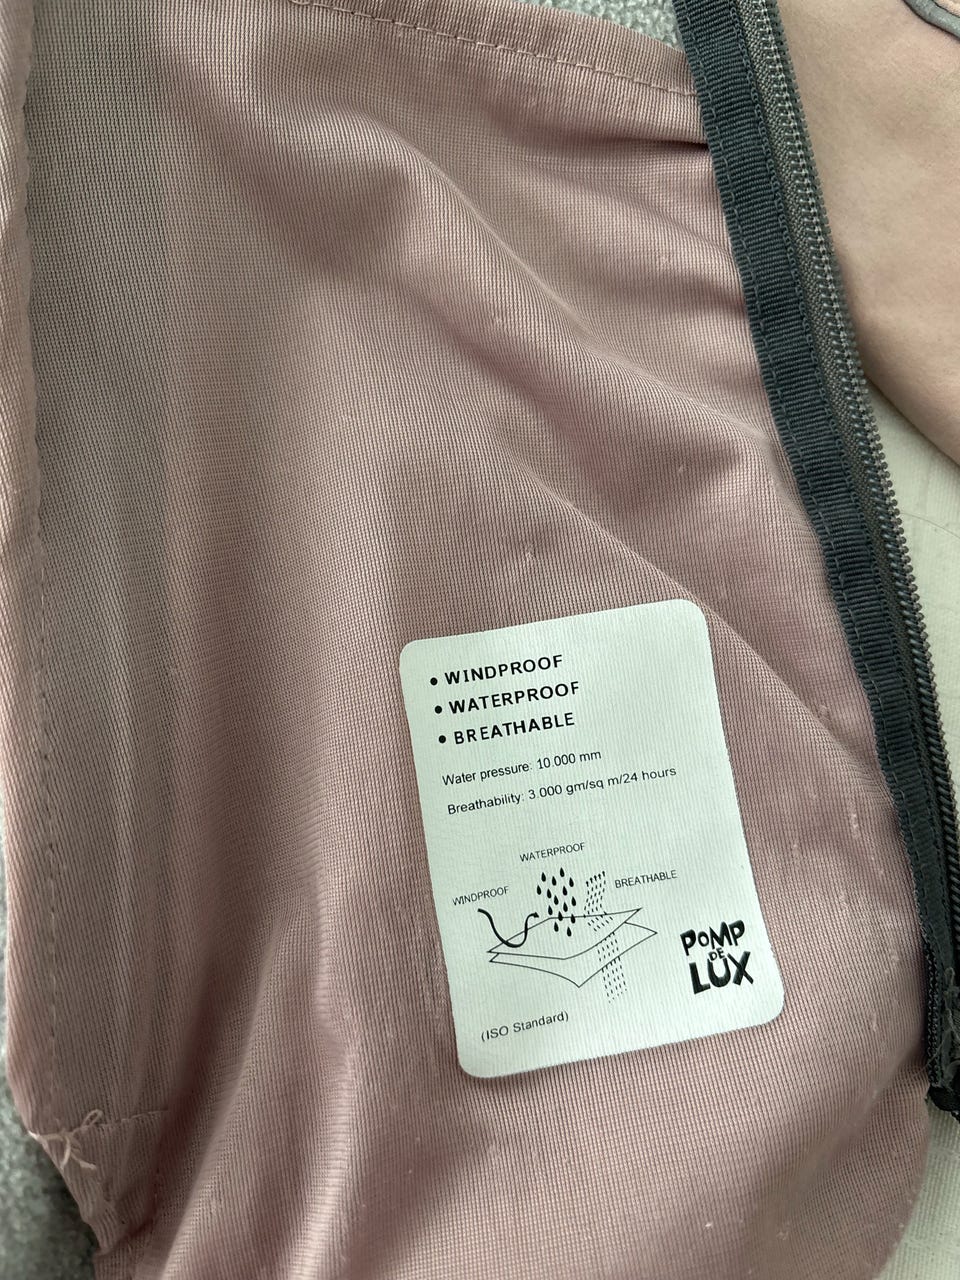 • WINDPROOF
• WATERPROOF
• BREATHABLE
Water pressure: 10.000 mm
Breathability: 3.000 gm/sq m/24 hours
WATERPROOF
WINDPROOF
BREATHABLE
POMP
DE
LUX
(ISO Standard)